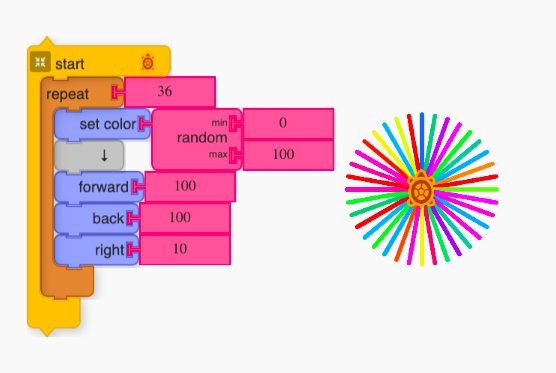 start
repeat 36
set color random min 0
max 100
↓
forward 100
back 100
right 10